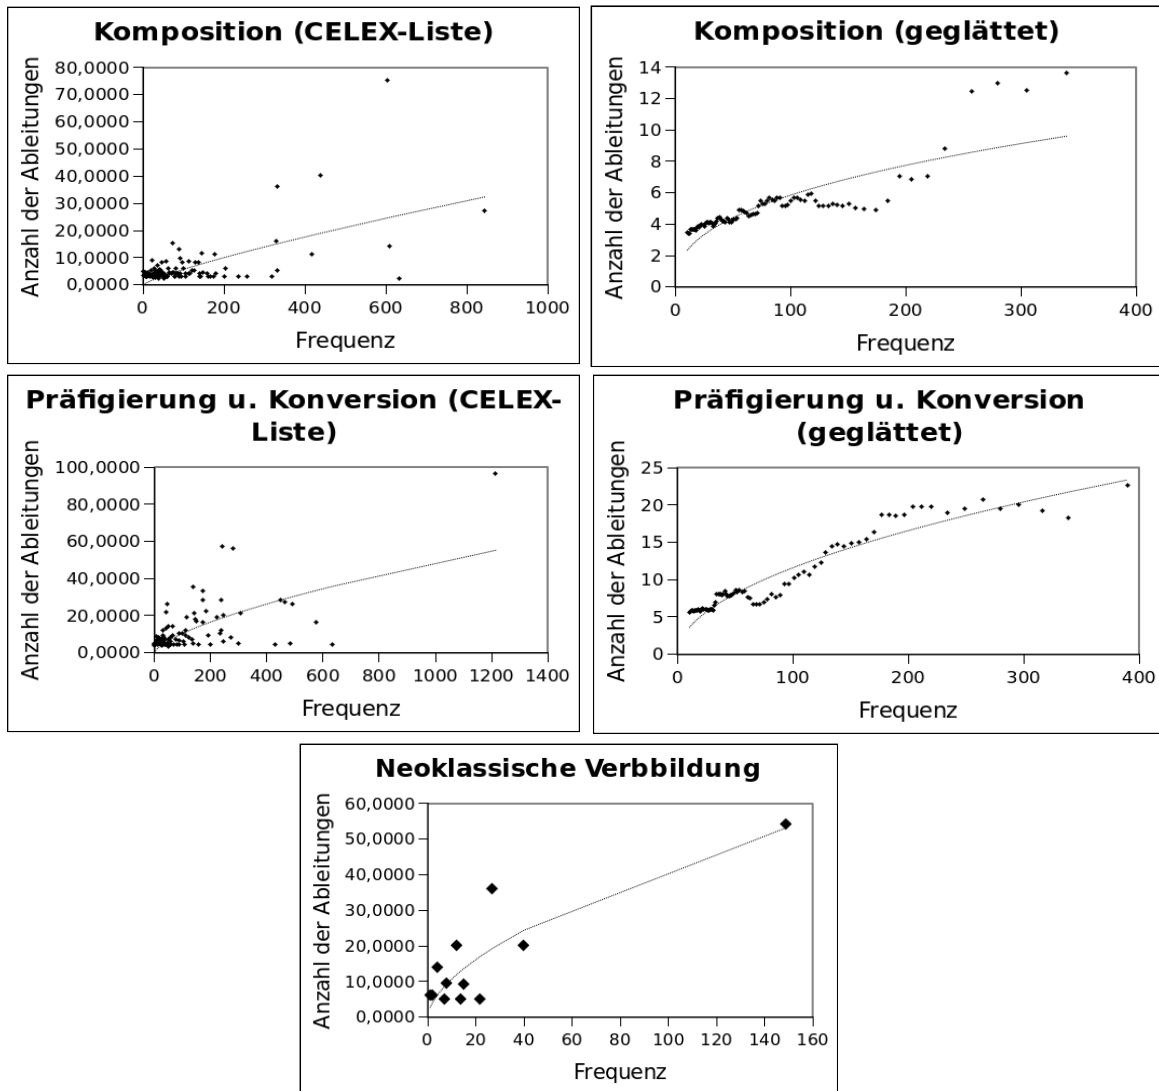 Komposition (CELEX-Liste)
Anzahl der Ableitungen
80,0000
70,0000
60,0000
50,0000
40,0000
30,0000
20,0000
10,0000
0,0000
0 200 400 600 800 1000
Frequenz
Komposition (geglättet)
Anzahl der Ableitungen
14
12
10
8
6
4
2
0
0 100 200 300 400
Frequenz
Präfigierung u. Konversion (CELEX-
Liste)
Anzahl der Ableitungen
100,0000
80,0000
60,0000
40,0000
20,0000
0,0000
0 200 400 600 800 1000 1200 1400
Frequenz
Präfigierung u. Konversion
(geglättet)
Anzahl der Ableitungen
25
20
15
10
5
0
0 100 200 300 400
Frequenz
Neoklassische Verbbildung
Anzahl der Ableitungen
60,0000
50,0000
40,0000
30,0000
20,0000
10,0000
0,0000
0 20 40 60 80 100 120 140 160
Frequenz